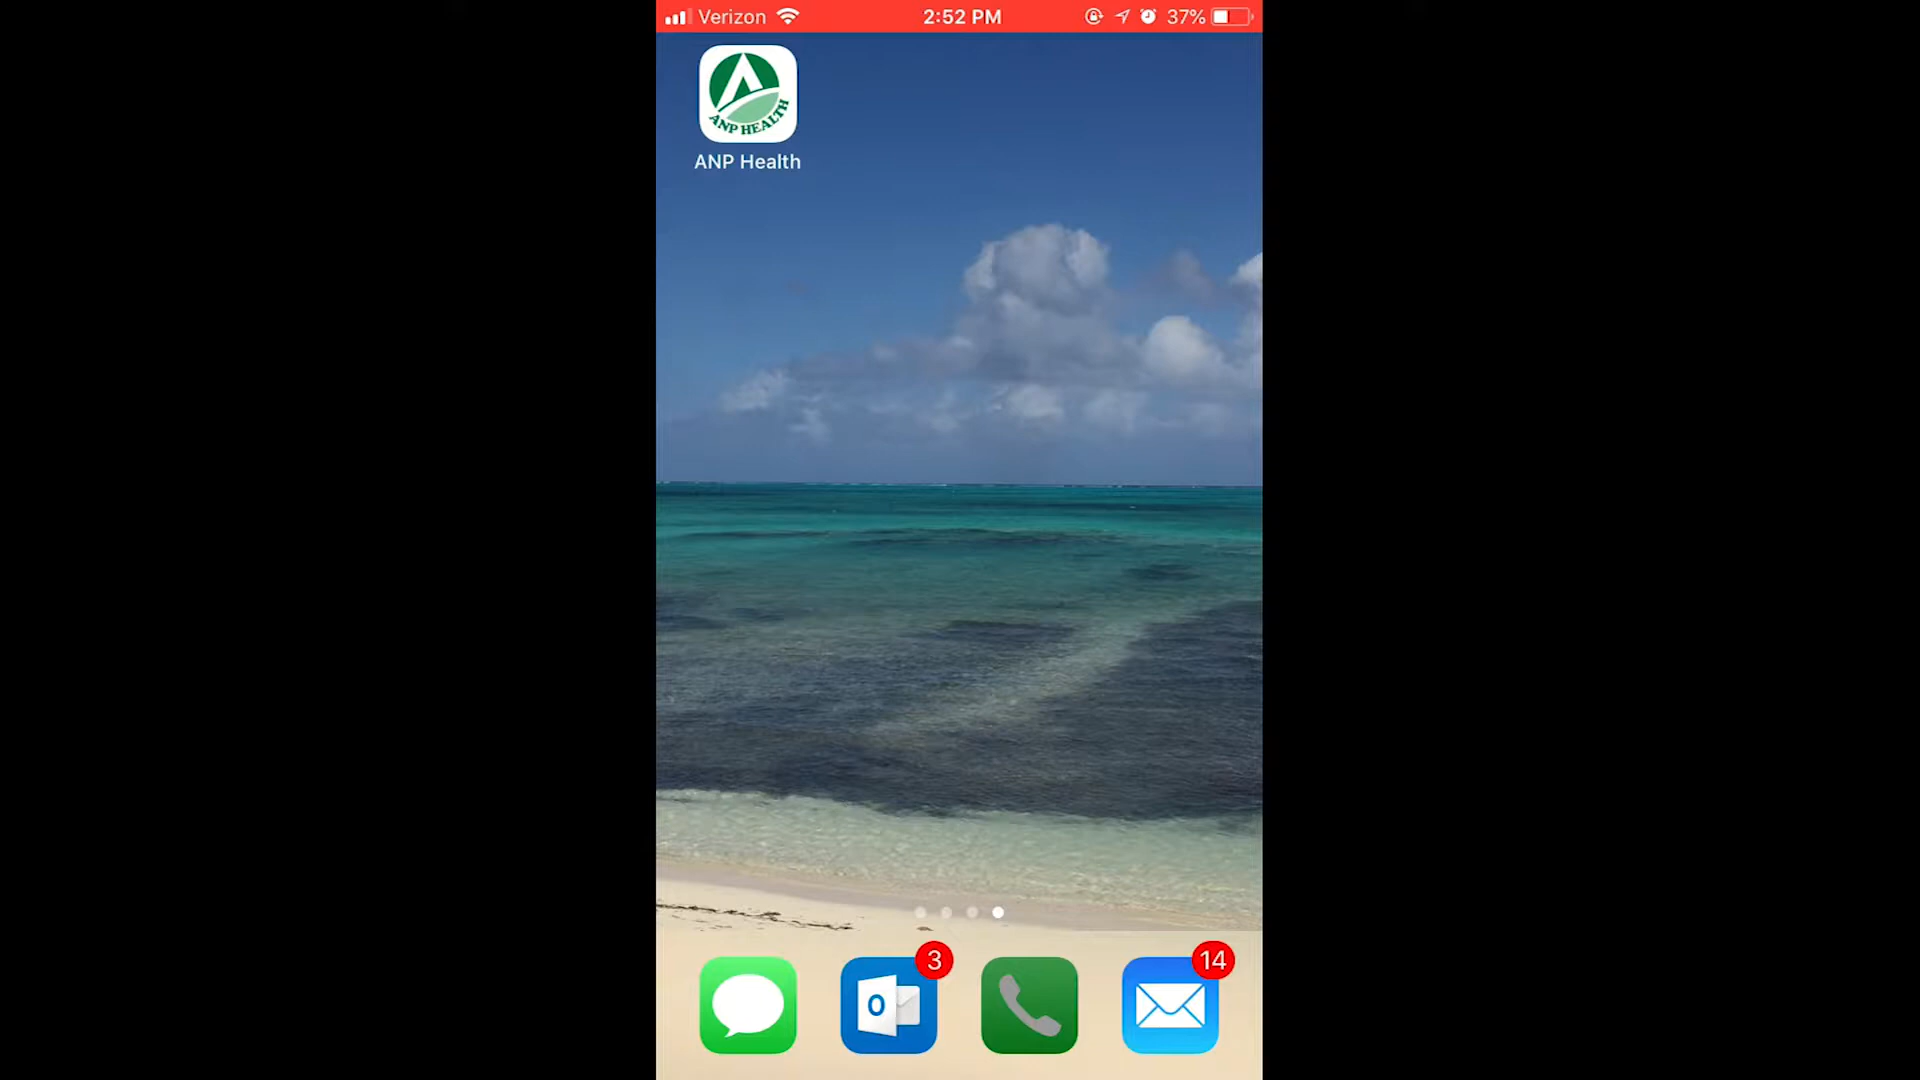 Verizon 2:52 PM 37%
ANP HEALTH
ANP Health
3 14
O